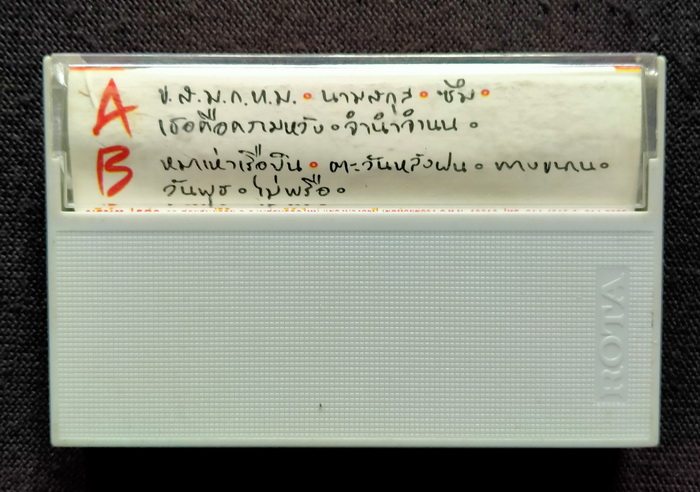 A ข.ส.ม.ก.ท.ม. • นามสกุล • ซึม •
เธอคือความหวัง • จำนำจำนน •
B หมาเห่าเรือบิน • ตะวันหลังฝน • ทางขนาน •
วันพุธ • ไม่พรือ •
ROTA